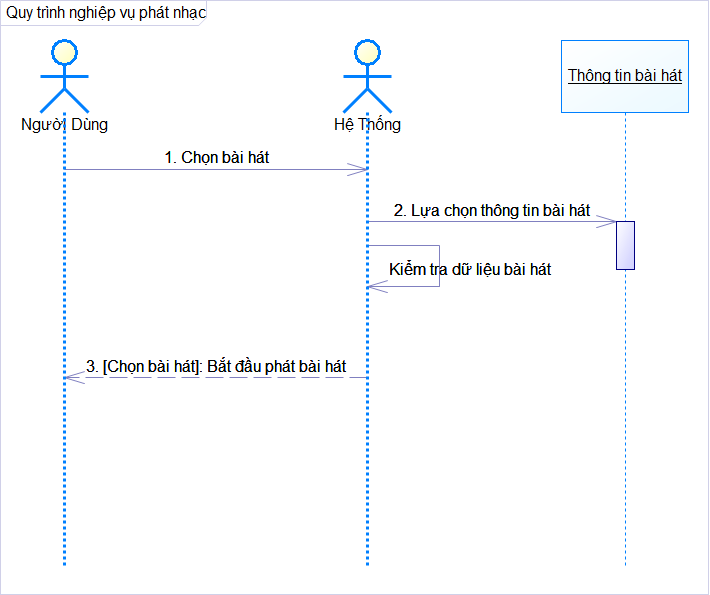 Quy trình nghiệp vụ phát nhạc
Người Dùng
Hệ Thống
Thông tin bài hát
1. Chọn bài hát
2. Lựa chọn thông tin bài hát
Kiểm tra dữ liệu bài hát
3. [Chọn bài hát]: Bắt đầu phát bài hát